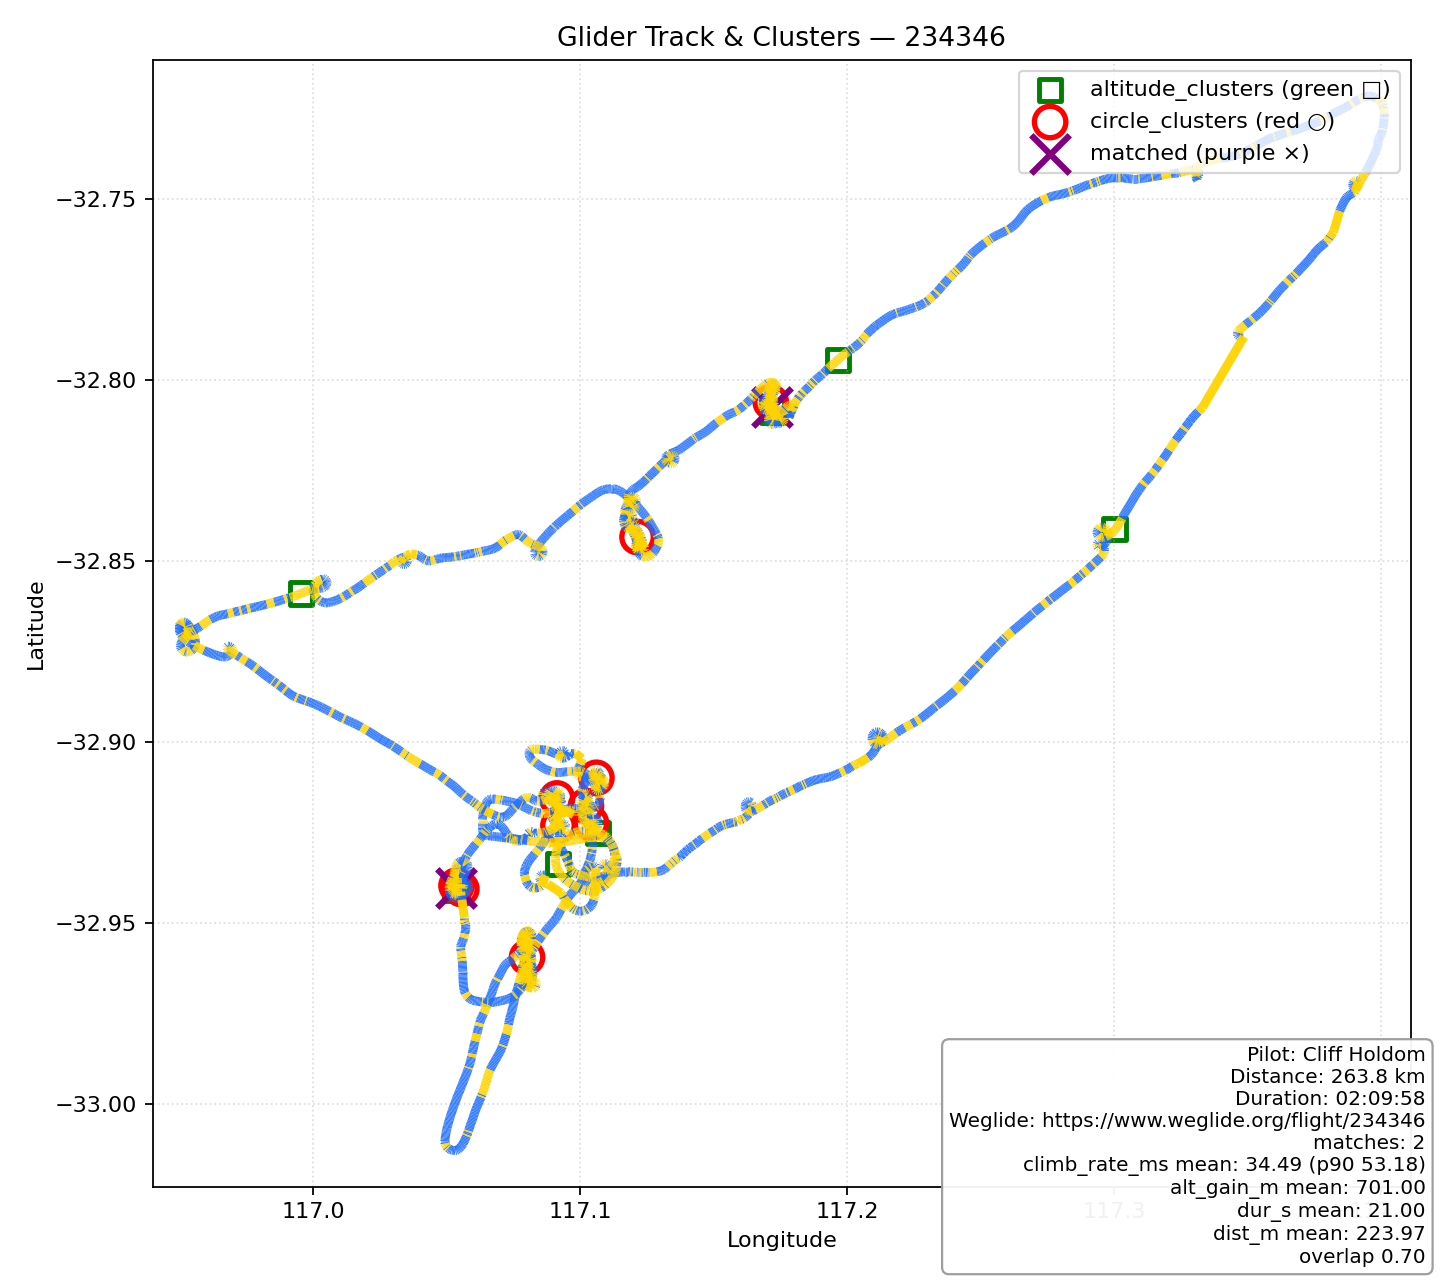 Glider Track & Clusters — 234346
altitude_clusters (green □)
circle_clusters (red ○)
matched (purple ×)
Latitude
−32.75
−32.80
−32.85
−32.90
−32.95
−33.00
117.0
117.1
117.2
117.3
Longitude
Pilot: Cliff Holdom
Distance: 263.8 km
Duration: 02:09:58
Weglide: https://www.weglide.org/flight/234346
matches: 2
climb_rate_ms mean: 34.49 (p90 53.18)
alt_gain_m mean: 701.00
dur_s mean: 21.00
dist_m mean: 223.97
overlap 0.70